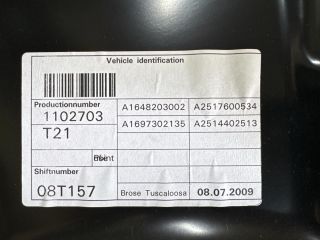 Vehicle identification
Productionnumber
1102703
T21
A1648203002 A2517600534
A1697302135 A2514402513
Shiftnumber
08T157
Brose Tuscaloosa 08.07.2009